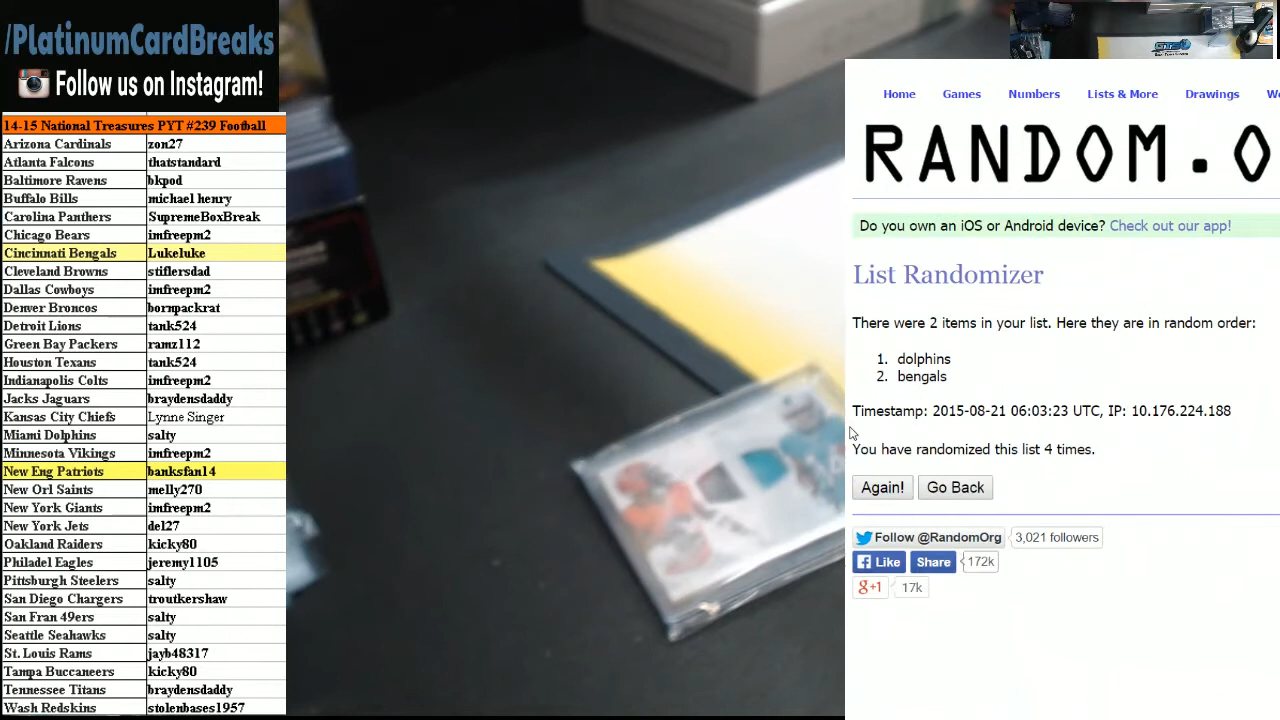 /PlatinumCardBreaks
Follow us on Instagram!
14-15 National Treasures PYT #239 Football
Arizona Cardinals zon27
Atlanta Falcons thatstandard
Baltimore Ravens bkpod
Buffalo Bills michael henry
Carolina Panthers SupremeBoxBreak
Chicago Bears imfreepm2
Cincinnati Bengals Lukeluke
Cleveland Browns stiflersdad
Dallas Cowboys imfreepm2
Denver Broncos bornpackrat
Detroit Lions tank524
Green Bay Packers ramz112
Houston Texans tank524
Indianapolis Colts imfreepm2
Jacks Jaguars braydensdaddy
Kansas City Chiefs Lynne Singer
Miami Dolphins salty
Minnesota Vikings imfreepm2
New Eng Patriots banksfan14
New Orl Saints melly270
New York Giants imfreepm2
New York Jets del27
Oakland Raiders kicky80
Philadel Eagles jeremy1105
Pittsburgh Steelers salty
San Diego Chargers troutkershaw
San Fran 49ers salty
Seattle Seahawks salty
St. Louis Rams jayb48317
Tampa Buccaneers kicky80
Tennessee Titans braydensdaddy
Wash Redskins stolenbases1957
GTS
Home Games Numbers Lists & More Drawings We
RANDOM.O
Do you own an iOS or Android device? Check out our app!
List Randomizer
There were 2 items in your list. Here they are in random order:
1. dolphins
2. bengals
Timestamp: 2015-08-21 06:03:23 UTC, IP: 10.176.224.188
You have randomized this list 4 times.
Again! Go Back
Follow @RandomOrg 3,021 followers
Like Share 172k
g+1 17k